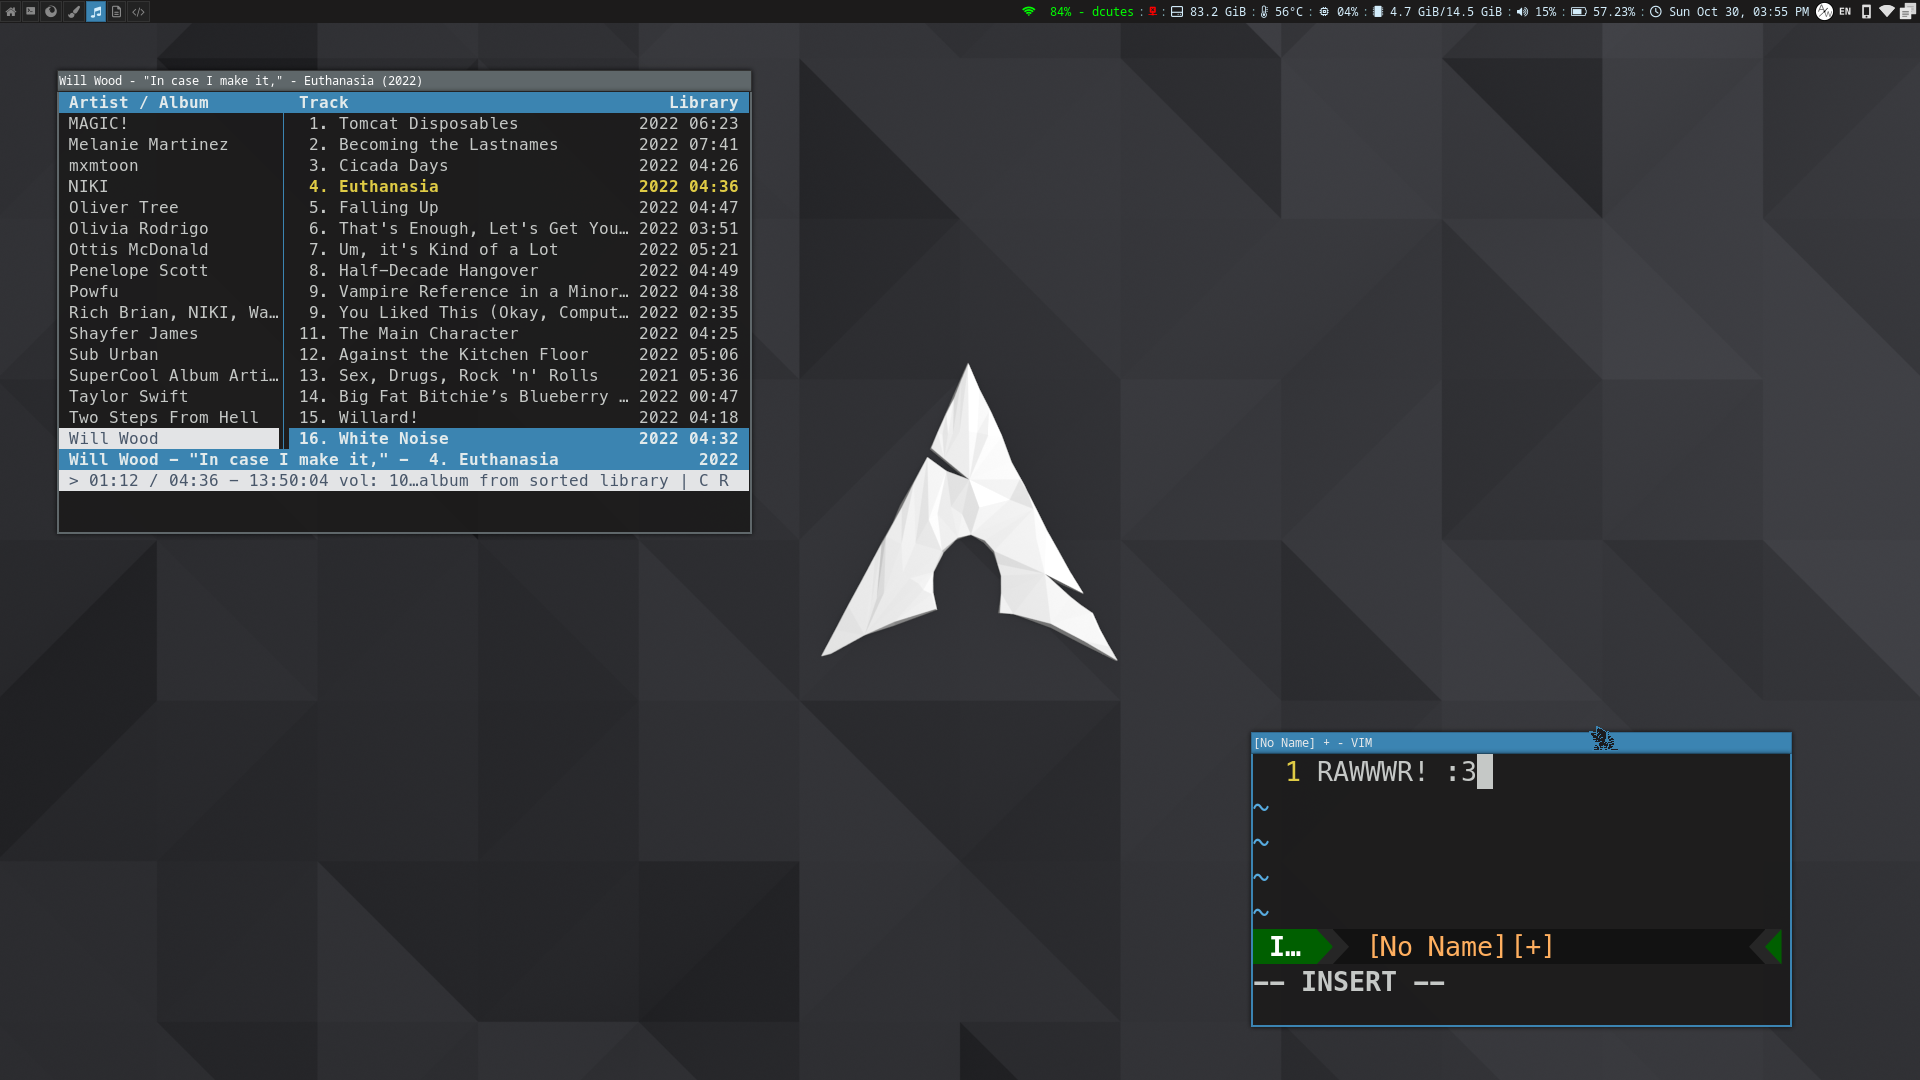 84% - dcutes : : 83.2 GiB : 56°C : 04% : 4.7 GiB/14.5 GiB : 15% : 57.23% : Sun Oct 30, 03:55 PM EN
Will Wood - "In case I make it," - Euthanasia (2022)
Artist / Album Track Library
MAGIC! 1. Tomcat Disposables 2022 06:23
Melanie Martinez 2. Becoming the Lastnames 2022 07:41
mxmtoon 3. Cicada Days 2022 04:26
NIKI 4. Euthanasia 2022 04:36
Oliver Tree 5. Falling Up 2022 04:47
Olivia Rodrigo 6. That's Enough, Let's Get You… 2022 03:51
Ottis McDonald 7. Um, it's Kind of a Lot 2022 05:21
Penelope Scott 8. Half–Decade Hangover 2022 04:49
Powfu 9. Vampire Reference in a Minor… 2022 04:38
Rich Brian, NIKI, Wa… 9. You Liked This (Okay, Comput… 2022 02:35
Shayfer James 11. The Main Character 2022 04:25
Sub Urban 12. Against the Kitchen Floor 2022 05:06
SuperCool Album Arti… 13. Sex, Drugs, Rock 'n' Rolls 2021 05:36
Taylor Swift 14. Big Fat Bitchie’s Blueberry … 2022 00:47
Two Steps From Hell 15. Willard! 2022 04:18
Will Wood 16. White Noise 2022 04:32
Will Wood – "In case I make it," – 4. Euthanasia 2022
> 01:12 / 04:36 – 13:50:04 vol: 10…album from sorted library | C R
[No Name] + - VIM
1 RAWWWR! :3
~
~
~
~
I… [No Name][+]
-- INSERT --